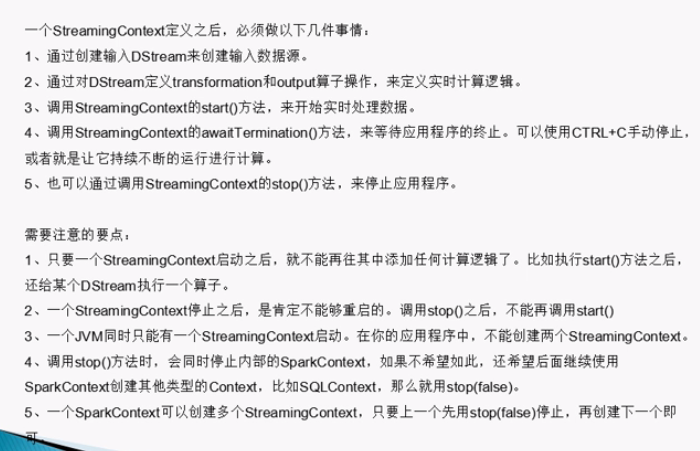 一个StreamingContext定义之后，必须做以下几件事情：
1、通过创建输入DStream来创建输入数据源。
2、通过对DStream定义transformation和output算子操作，来定义实时计算逻辑。
3、调用StreamingContext的start()方法，来开始实时处理数据。
4、调用StreamingContext的awaitTermination()方法，来等待应用程序的终止。可以使用CTRL+C手动停止，
或者就是让它持续不断的运行进行计算。
5、也可以通过调用StreamingContext的stop()方法，来停止应用程序。
需要注意的要点：
1、只要一个StreamingContext启动之后，就不能再往其中添加任何计算逻辑了。比如执行start()方法之后，
还给某个DStream执行一个算子。
2、一个StreamingContext停止之后，是肯定不能够重启的。调用stop()之后，不能再调用start()
3、一个JVM同时只能有一个StreamingContext启动。在你的应用程序中，不能创建两个StreamingContext。
4、调用stop()方法时，会同时停止内部的SparkContext，如果不希望如此，还希望后面继续使用
SparkContext创建其他类型的Context，比如SQLContext，那么就用stop(false)。
5、一个SparkContext可以创建多个StreamingContext，只要上一个先用stop(false)停止，再创建下一个即
可。